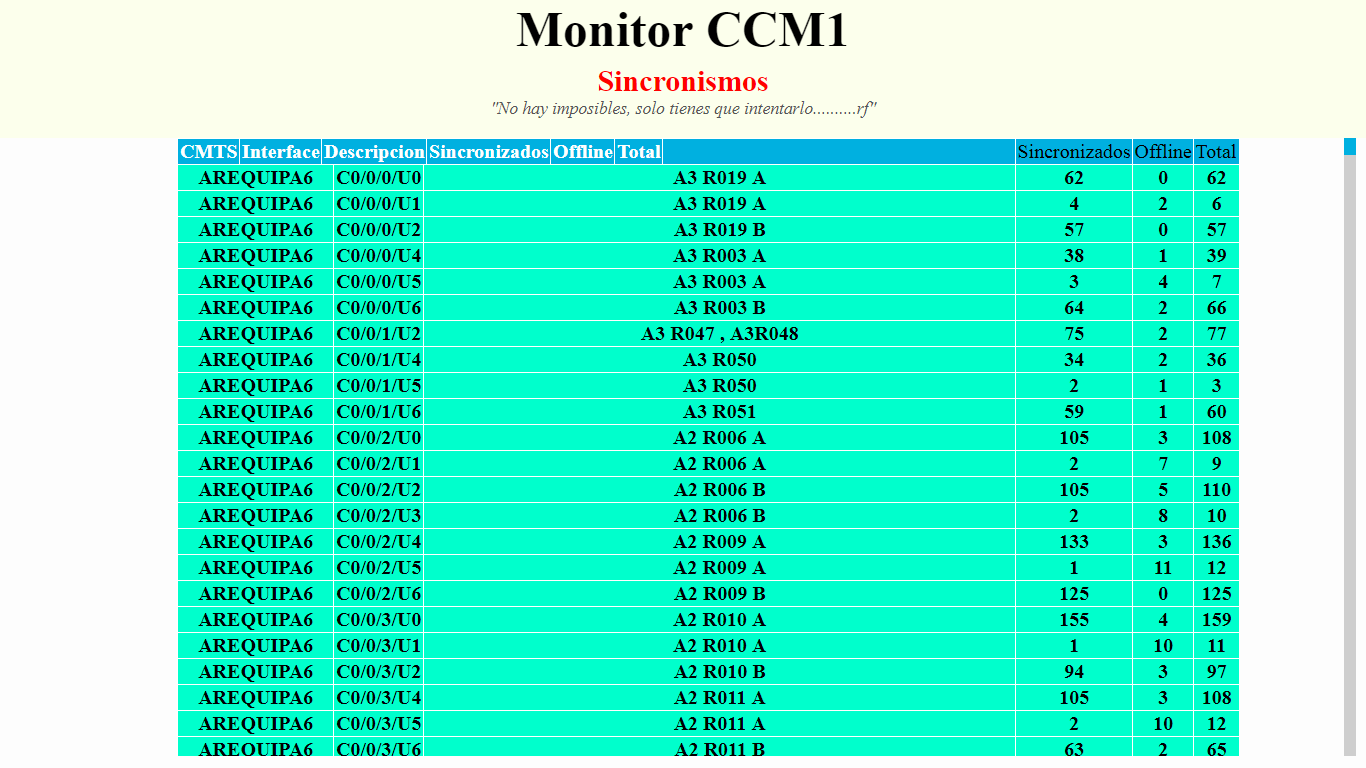 Monitor CCM1
Sincronismos
"No hay imposibles, solo tienes que intentarlo..........rf"
CMTS Interface Descripcion Sincronizados Offline Total Sincronizados Offline Total
AREQUIPA6 C0/0/0/U0 A3 R019 A 62 0 62
AREQUIPA6 C0/0/0/U1 A3 R019 A 4 2 6
AREQUIPA6 C0/0/0/U2 A3 R019 B 57 0 57
AREQUIPA6 C0/0/0/U4 A3 R003 A 38 1 39
AREQUIPA6 C0/0/0/U5 A3 R003 A 3 4 7
AREQUIPA6 C0/0/0/U6 A3 R003 B 64 2 66
AREQUIPA6 C0/0/1/U2 A3 R047 , A3R048 75 2 77
AREQUIPA6 C0/0/1/U4 A3 R050 34 2 36
AREQUIPA6 C0/0/1/U5 A3 R050 2 1 3
AREQUIPA6 C0/0/1/U6 A3 R051 59 1 60
AREQUIPA6 C0/0/2/U0 A2 R006 A 105 3 108
AREQUIPA6 C0/0/2/U1 A2 R006 A 2 7 9
AREQUIPA6 C0/0/2/U2 A2 R006 B 105 5 110
AREQUIPA6 C0/0/2/U3 A2 R006 B 2 8 10
AREQUIPA6 C0/0/2/U4 A2 R009 A 133 3 136
AREQUIPA6 C0/0/2/U5 A2 R009 A 1 11 12
AREQUIPA6 C0/0/2/U6 A2 R009 B 125 0 125
AREQUIPA6 C0/0/3/U0 A2 R010 A 155 4 159
AREQUIPA6 C0/0/3/U1 A2 R010 A 1 10 11
AREQUIPA6 C0/0/3/U2 A2 R010 B 94 3 97
AREQUIPA6 C0/0/3/U4 A2 R011 A 105 3 108
AREQUIPA6 C0/0/3/U5 A2 R011 A 2 10 12
AREQUIPA6 C0/0/3/U6 A2 R011 B 63 2 65